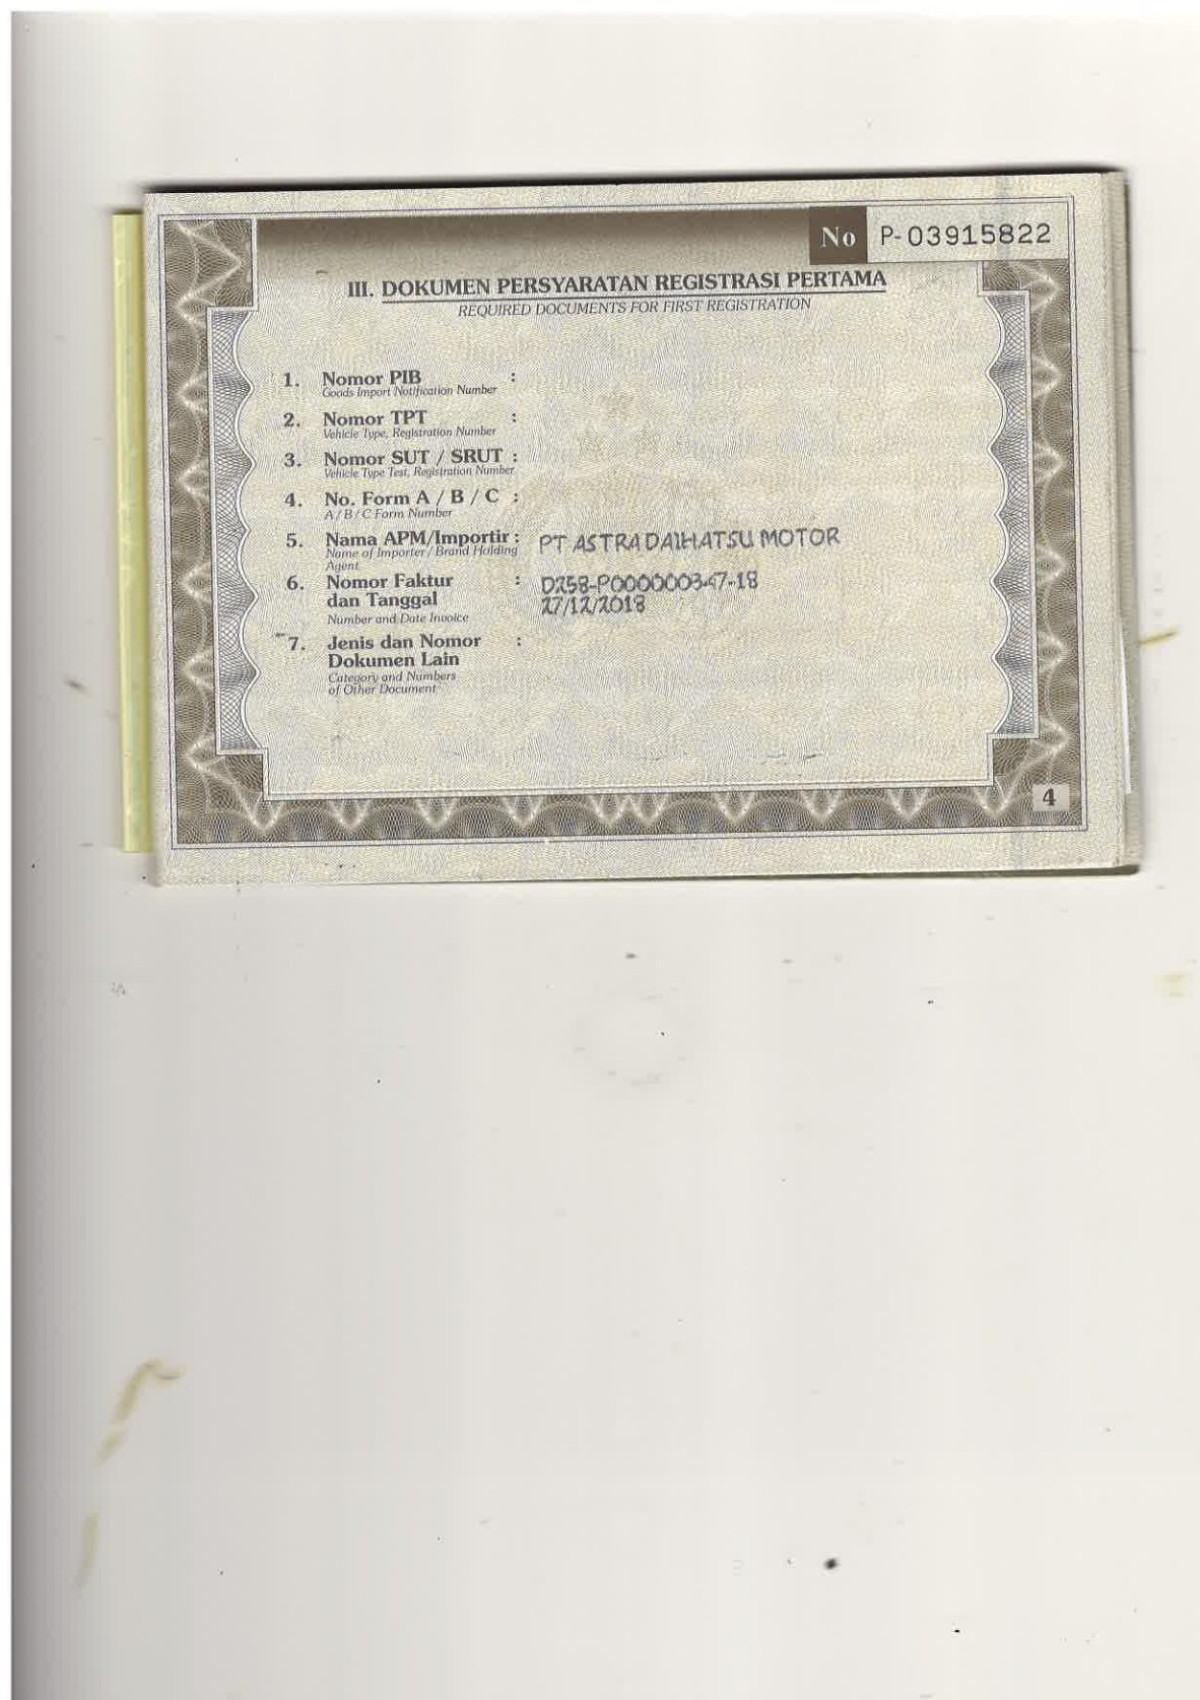 No P-03915822
III. DOKUMEN PERSYARATAN REGISTRASI PERTAMA
REQUIRED DOCUMENTS FOR FIRST REGISTRATION
1. Nomor PIB :
Goods Import Notification Number
2. Nomor TPT :
Vehicle Type, Registration Number
3. Nomor SUT / SRUT :
Vehicle Type Test, Registration Number
4. No. Form A / B / C :
A / B / C Form Number
5. Nama APM/Importir : PT ASTRA DAIHATSU MOTOR
Name of Importer / Brand Holding
Agent
6. Nomor Faktur :
dan Tanggal 27/12/2018
Number and Date Invoice
7. Jenis dan Nomor :
Dokumen Lain
Category and Numbers
of Other Document
4